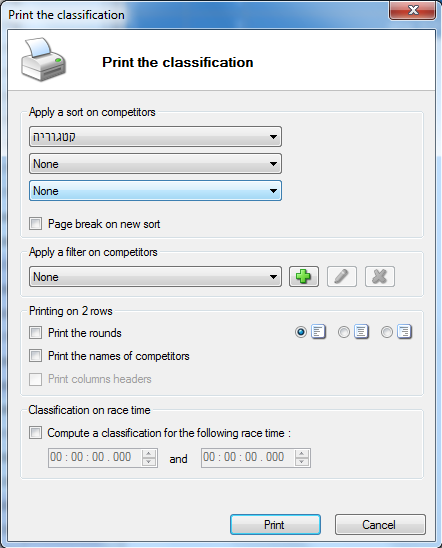 Print the classification
Print the classification
Apply a sort on competitors
קטגוריה
None
None
Page break on new sort
Apply a filter on competitors
None
Printing on 2 rows
Print the rounds
Print the names of competitors
Print columns headers
Classification on race time
Compute a classification for the following race time :
00 : 00 : 00 . 000 and 00 : 00 : 00 . 000
Print Cancel